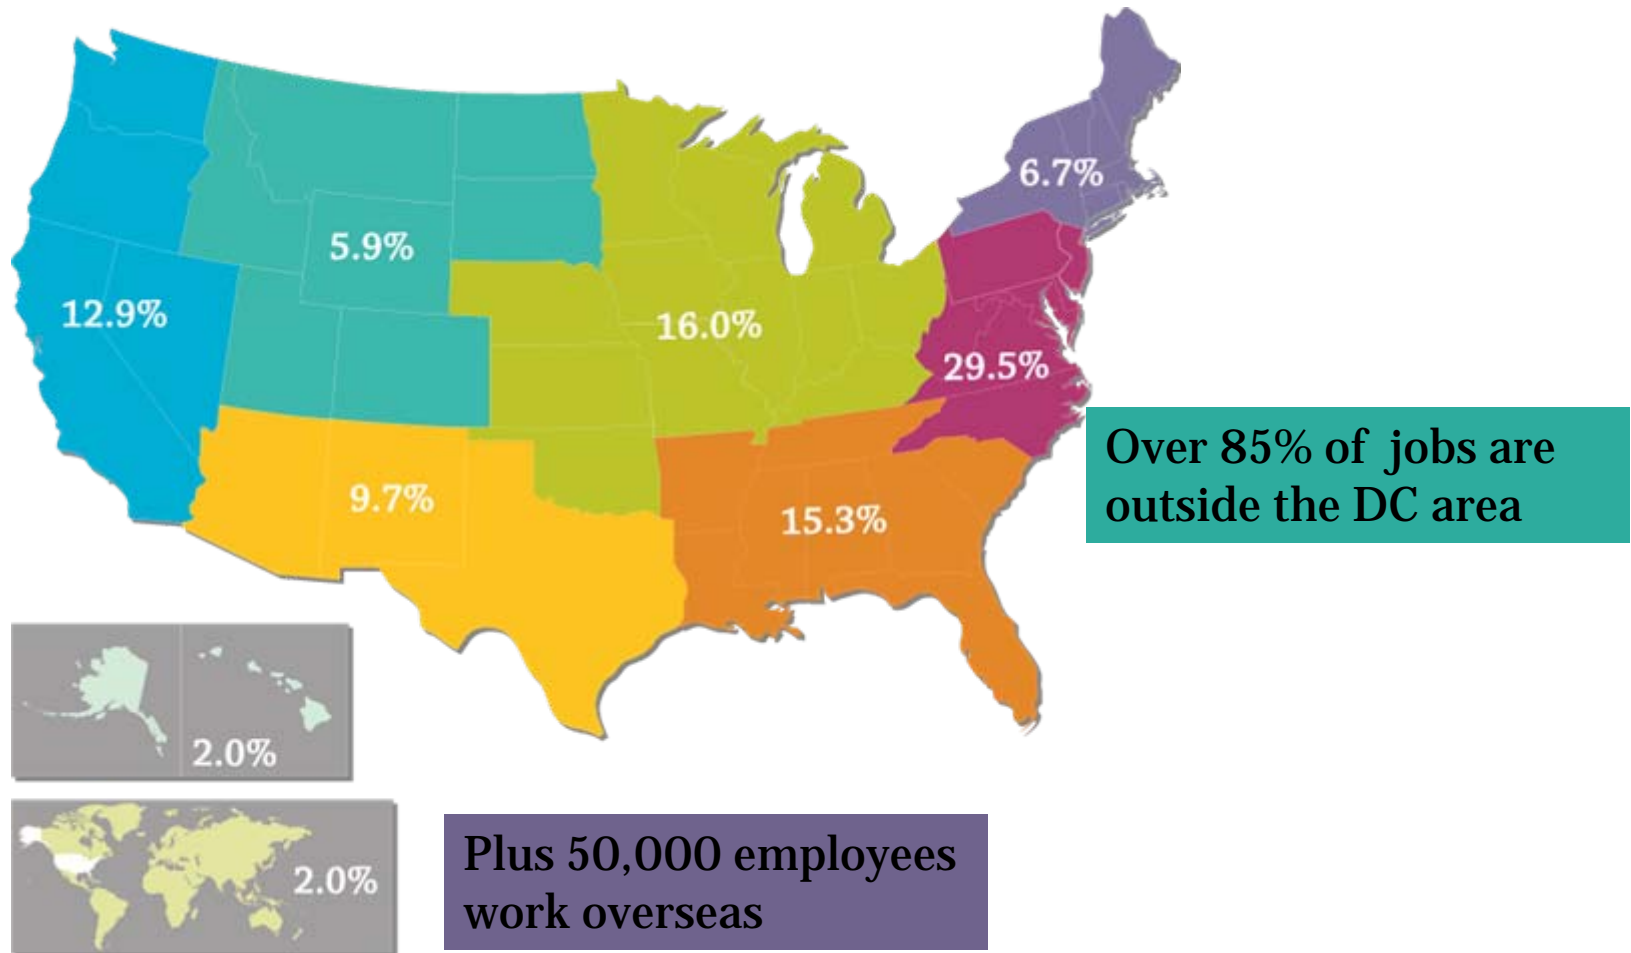 6.7%
5.9%
12.9%
16.0%
29.5%
Over 85% of jobs are
outside the DC area
9.7%
15.3%
2.0%
2.0%
Plus 50,000 employees
work overseas